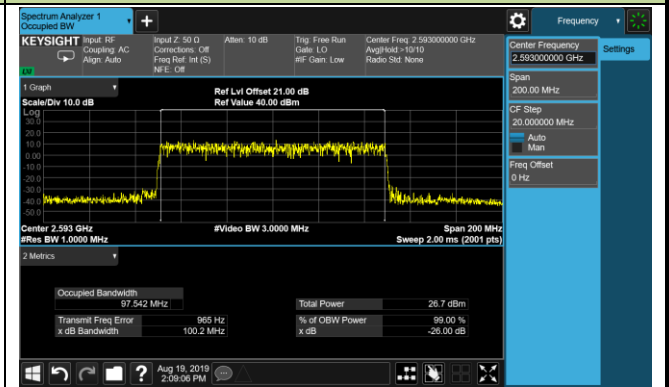 Spectrum Analyzer 1
Occupied BW
Frequency
KEYSIGHT
Input: RF
Coupling: AC
Align: Auto
Input Z: 50 Ω
Corrections: Off
Freq Ref: Int (S)
NFE: Off
Atten: 10 dB
Trig: Free Run
Gate: LO
#IF Gain: Low
Center Freq: 2.593000000 GHz
Avg|Hold:>10/10
Radio Std: None
Center Frequency
2.593000000 GHz
Settings
Span
200.00 MHz
CF Step
20.000000 MHz
Auto
Man
Freq Offset
0 Hz
1 Graph
Scale/Div 10.0 dB
Ref Lvl Offset 21.00 dB
Ref Value 40.00 dBm
Log
30.0
20.0
10.0
0.00
-10.0
-20.0
-30.0
-40.0
-50.0
Center 2.593 GHz
#Res BW 1.0000 MHz
#Video BW 3.0000 MHz
Span 200 MHz
Sweep 2.00 ms (2001 pts)
2 Metrics
Occupied Bandwidth
97.542 MHz
Total Power 26.7 dBm
Transmit Freq Error 965 Hz
% of OBW Power 99.00 %
x dB Bandwidth 100.2 MHz
x dB -26.00 dB
Aug 19, 2019
2:09:06 PM